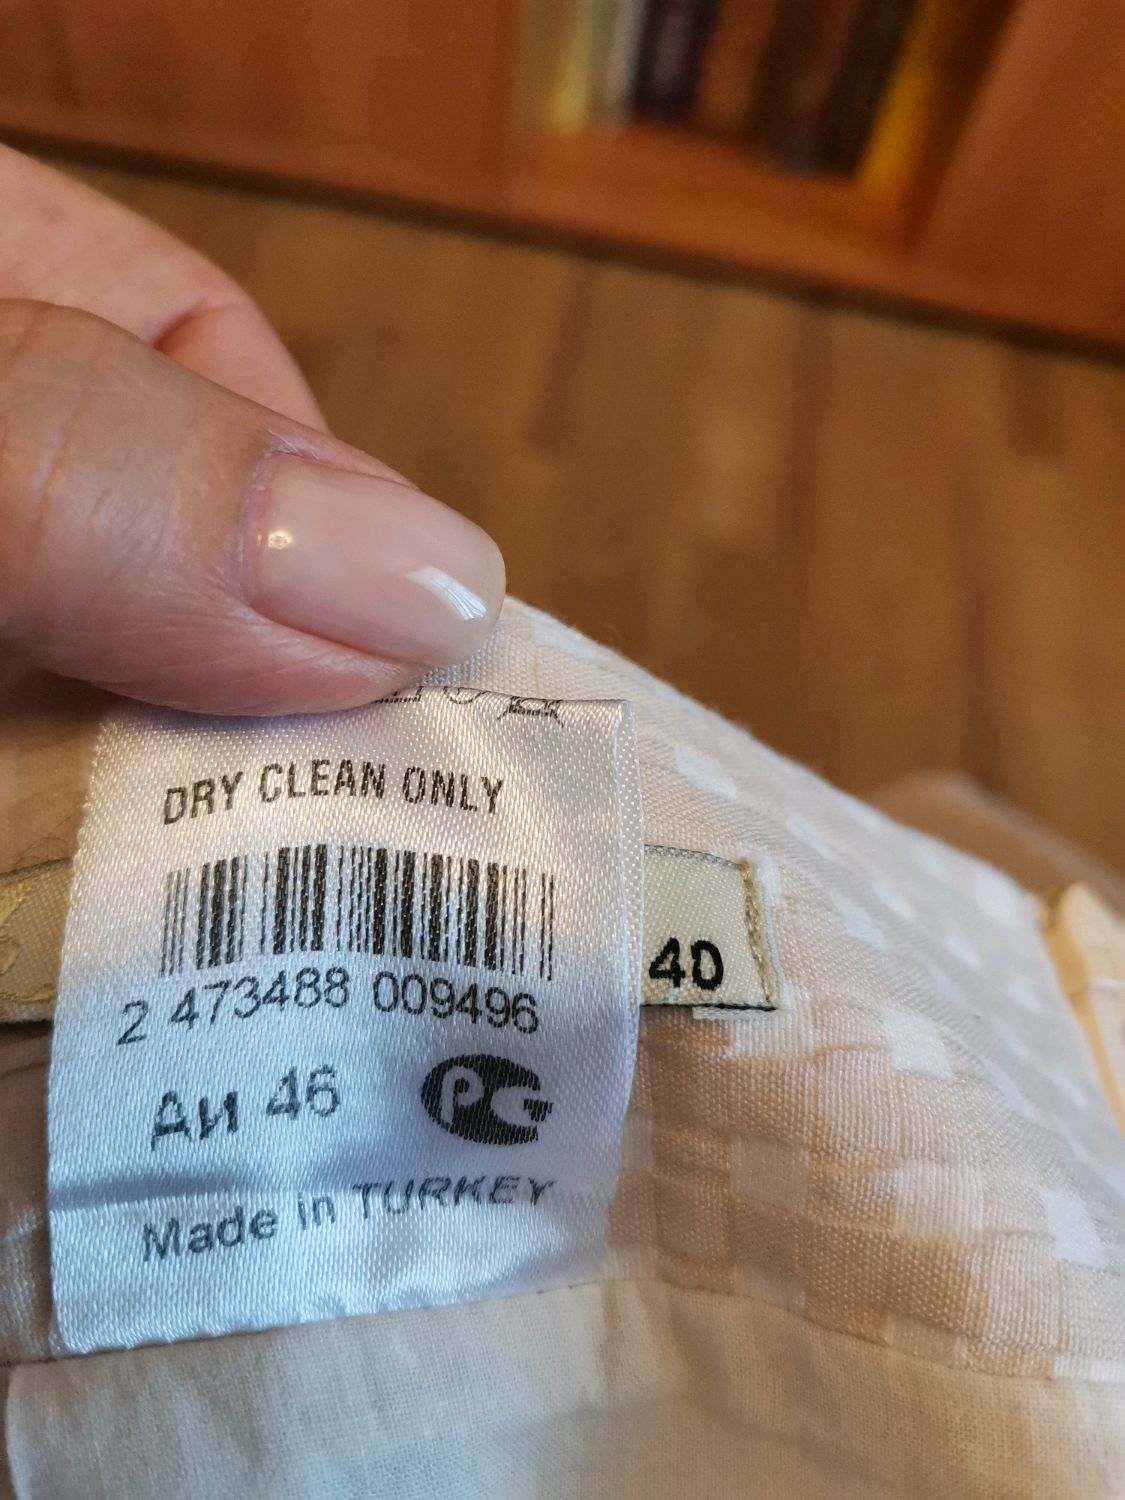 DRY CLEAN ONLY
2 473488 009496
40
АИ 46
PG
Made in TURKEY